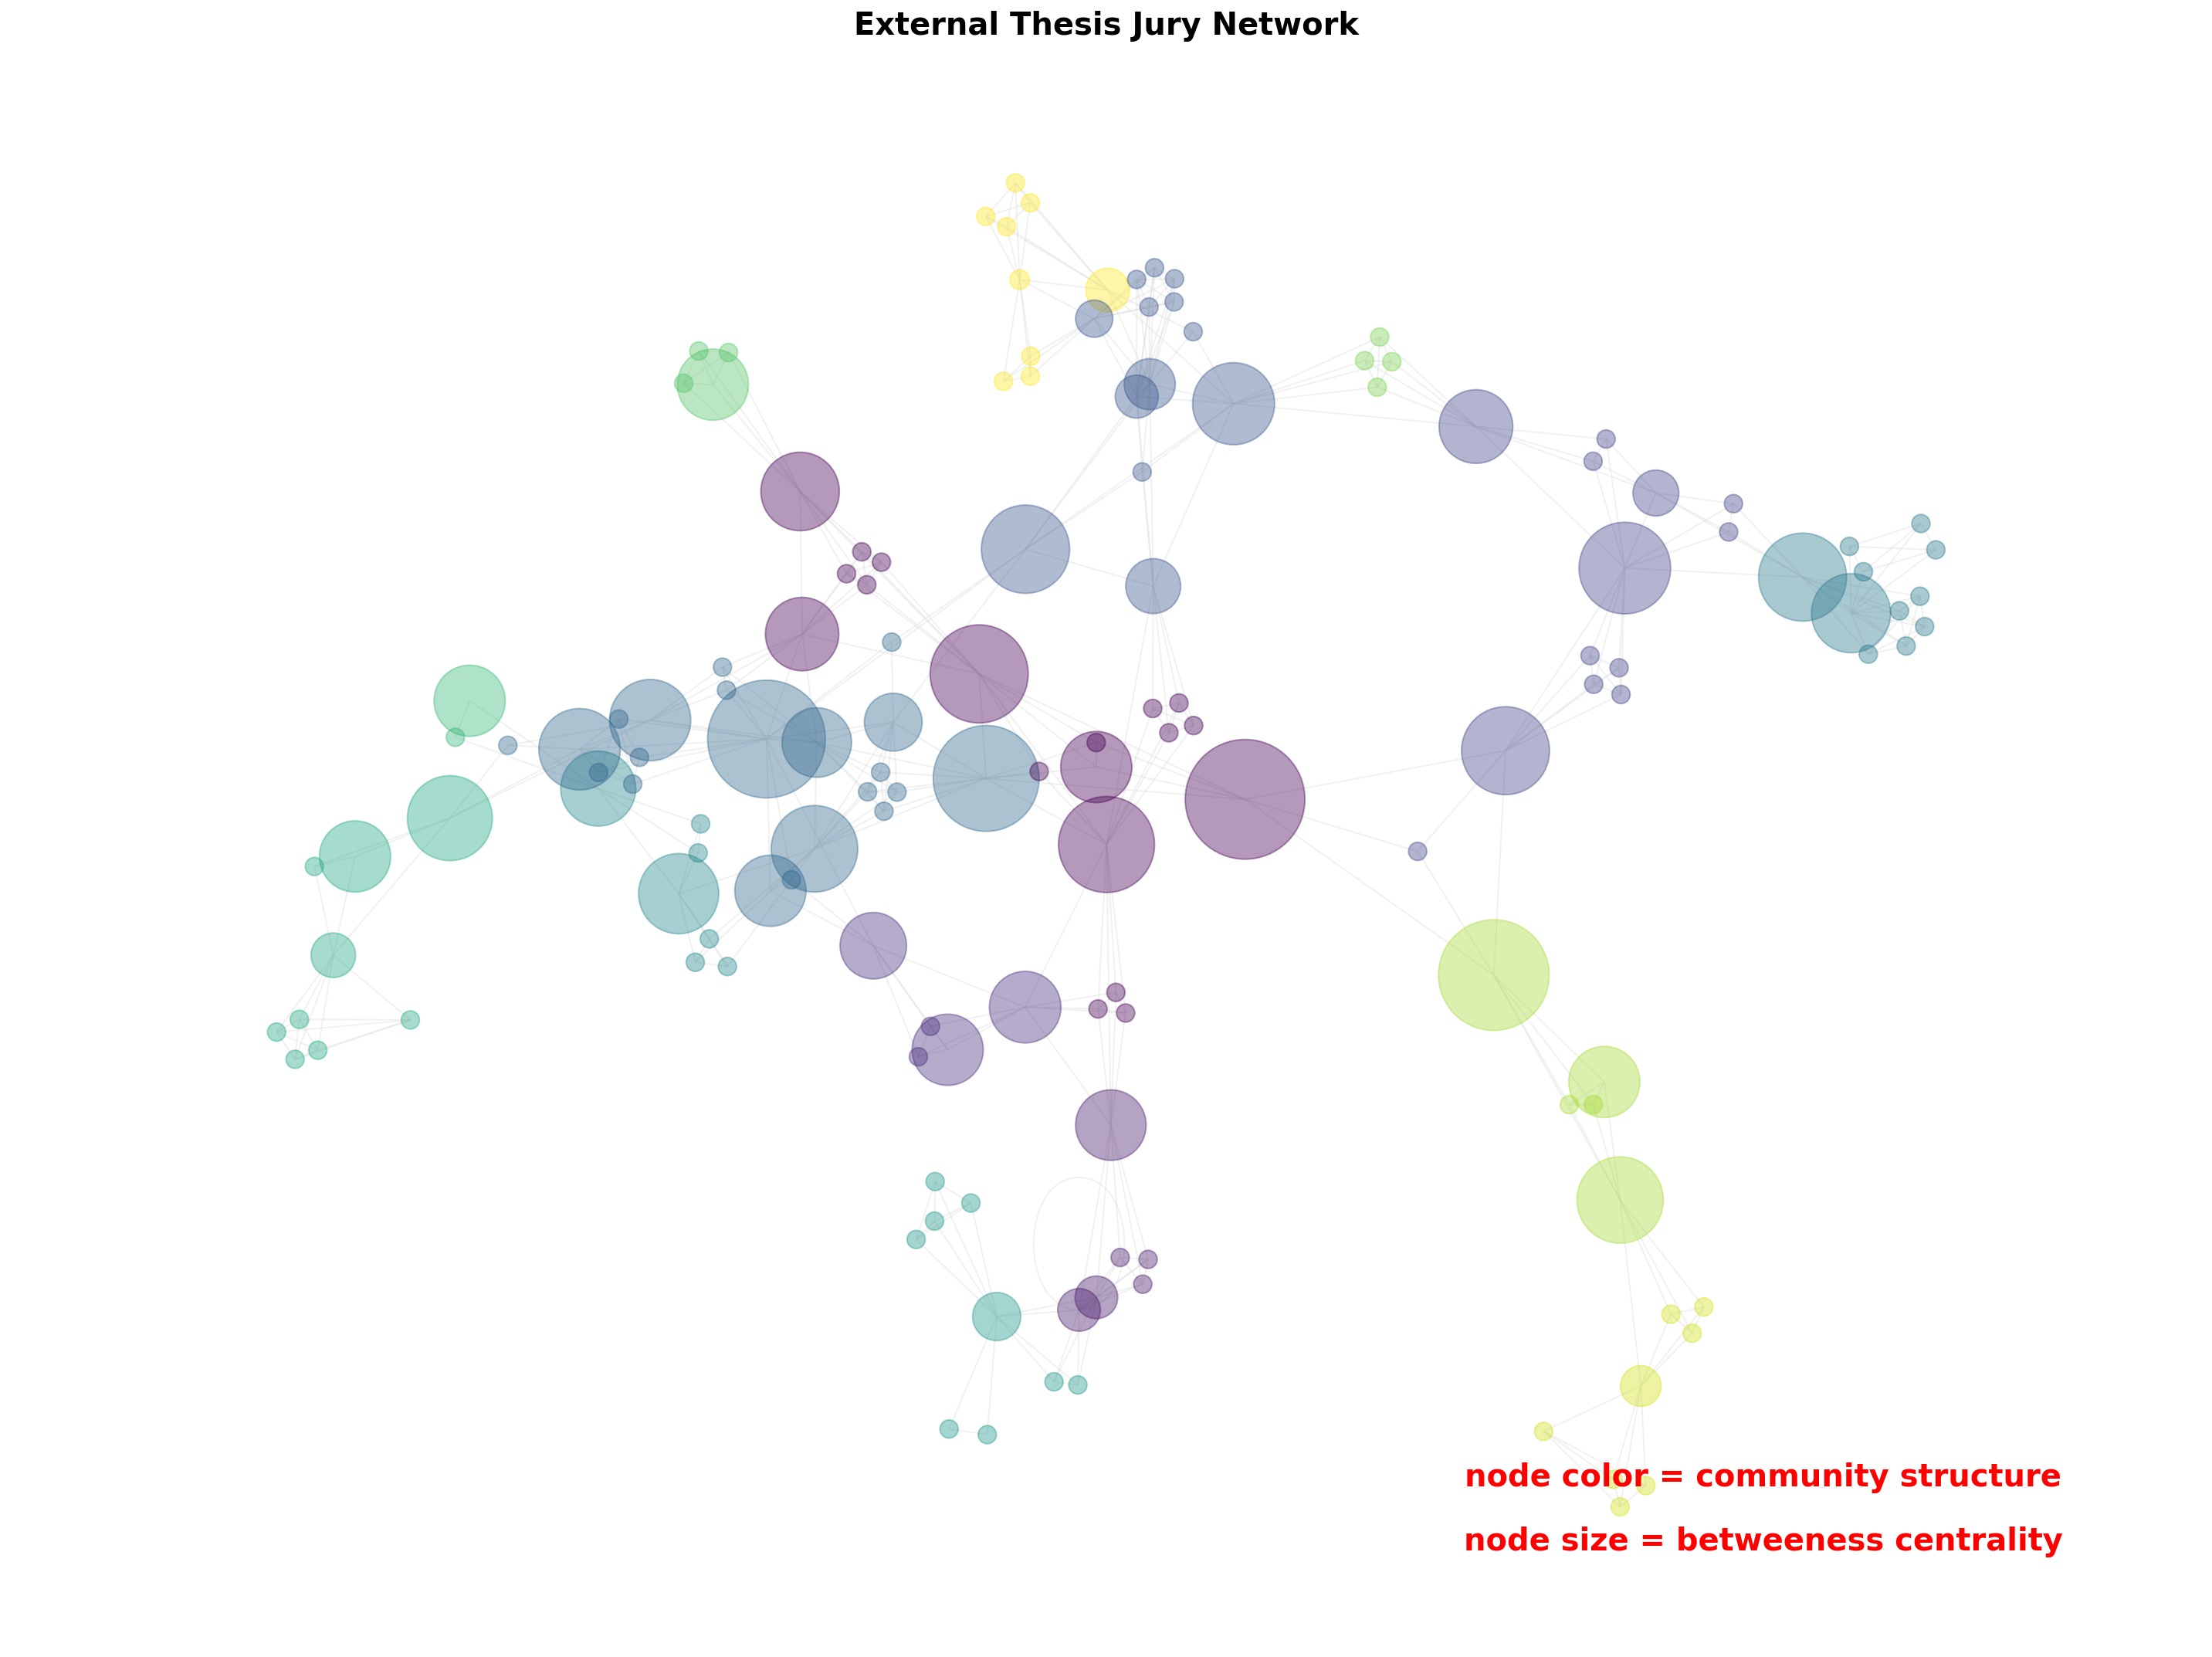 External Thesis Jury Network
node color = community structure
node size = betweeness centrality